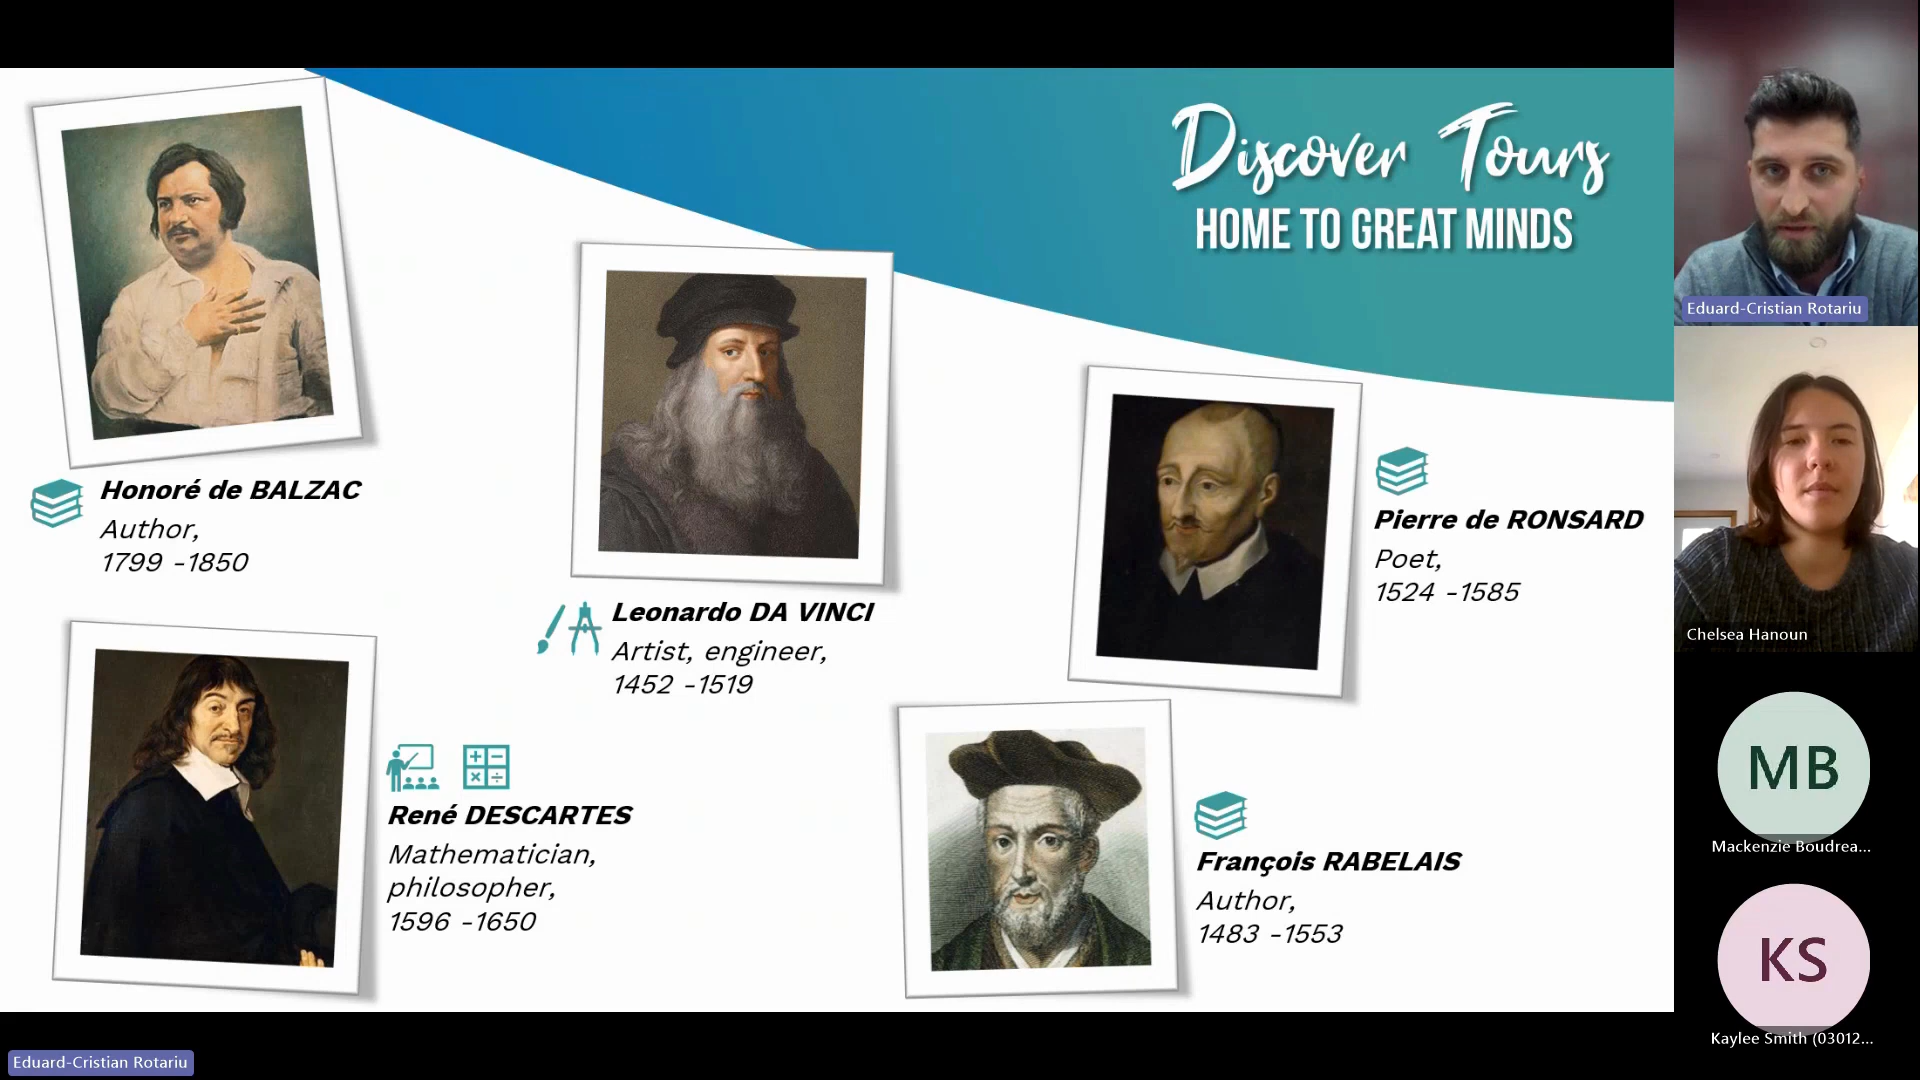 Discover Tours
HOME TO GREAT MINDS
Honoré de BALZAC
Author,
1799 -1850
Leonardo DA VINCI
Artist, engineer,
1452 -1519
Pierre de RONSARD
Poet,
1524 -1585
René DESCARTES
Mathematician,
philosopher,
1596 -1650
François RABELAIS
Author,
1483 -1553
Eduard-Cristian Rotariu
Chelsea Hanoun
MB
Mackenzie Boudrea...
KS
Kaylee Smith (03012...
Eduard-Cristian Rotariu